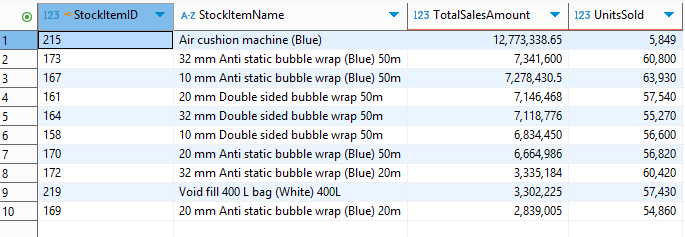 123 StockItemID A-Z StockItemName 123 TotalSalesAmount 123 UnitsSold
1 215 Air cushion machine (Blue) 12,773,338.65 5,849
2 173 32 mm Anti static bubble wrap (Blue) 50m 7,341,600 60,800
3 167 10 mm Anti static bubble wrap (Blue) 50m 7,278,430.5 63,930
4 161 20 mm Double sided bubble wrap 50m 7,146,468 57,540
5 164 32 mm Double sided bubble wrap 50m 7,118,776 55,270
6 158 10 mm Double sided bubble wrap 50m 6,834,450 56,600
7 170 20 mm Anti static bubble wrap (Blue) 50m 6,664,986 56,820
8 172 32 mm Anti static bubble wrap (Blue) 20m 3,335,184 60,420
9 219 Void fill 400 L bag (White) 400L 3,302,225 57,430
10 169 20 mm Anti static bubble wrap (Blue) 20m 2,839,005 54,860